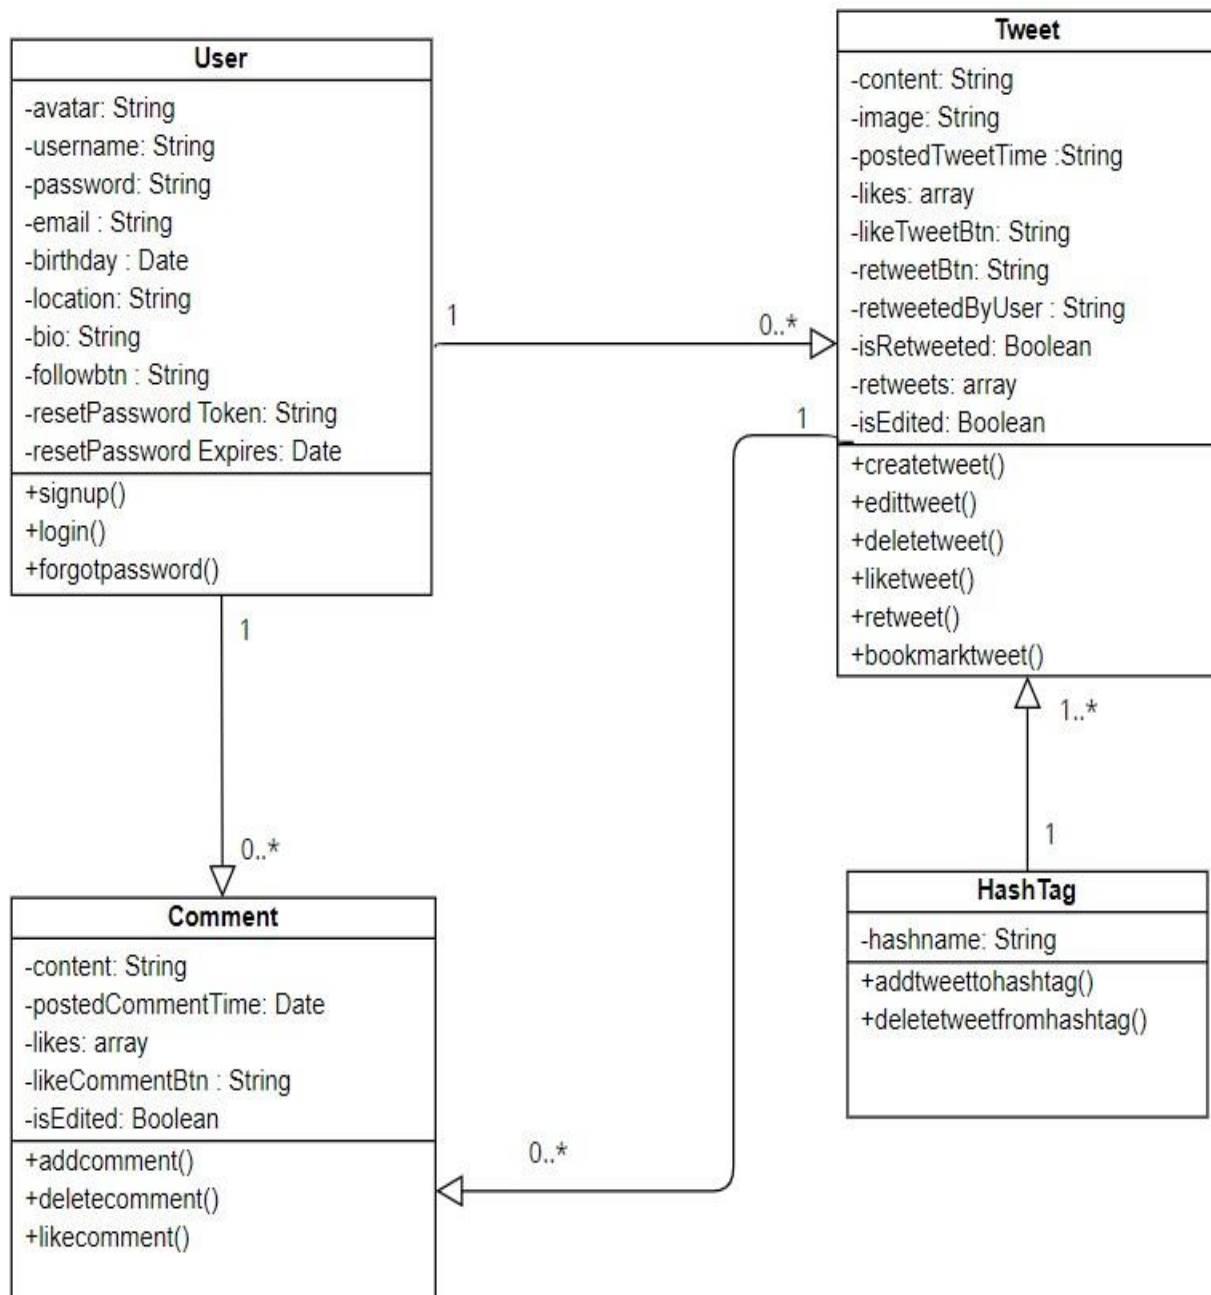 User
-avatar: String
-username: String
-password: String
-email : String
-birthday : Date
-location: String
-bio: String
-followbtn : String
-resetPassword Token: String
-resetPassword Expires: Date
+signup()
+login()
+forgotpassword()
1
0..*
Tweet
-content: String
-image: String
-postedTweetTime :String
-likes: array
-likeTweetBtn: String
-retweetBtn: String
-retweetedByUser : String
-isRetweeted: Boolean
-retweets: array
-isEdited: Boolean
+createtweet()
+edittweet()
+deletetweet()
+liketweet()
+retweet()
+bookmarktweet()
1
1
0..*
1..*
1
Comment
-content: String
-postedCommentTime: Date
-likes: array
-likeCommentBtn : String
-isEdited: Boolean
+addcomment()
+deletecomment()
+likecomment()
0..*
HashTag
-hashname: String
+addtweettohashtag()
+deletetweetfromhashtag()